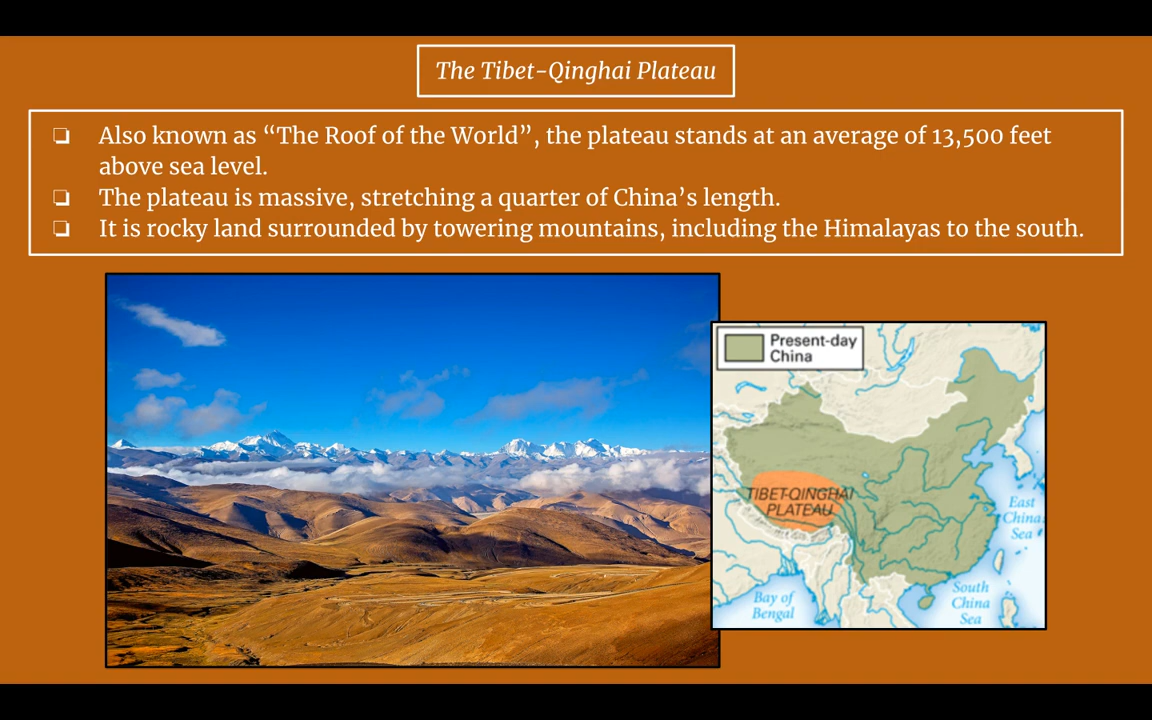 The Tibet-Qinghai Plateau
❏ Also known as “The Roof of the World”, the plateau stands at an average of 13,500 feet
above sea level.
❏ The plateau is massive, stretching a quarter of China’s length.
❏ It is rocky land surrounded by towering mountains, including the Himalayas to the south.
Present-day
China
TIBET-QINGHAI
PLATEAU
East
China
Sea
South
China
Sea
Bay of
Bengal